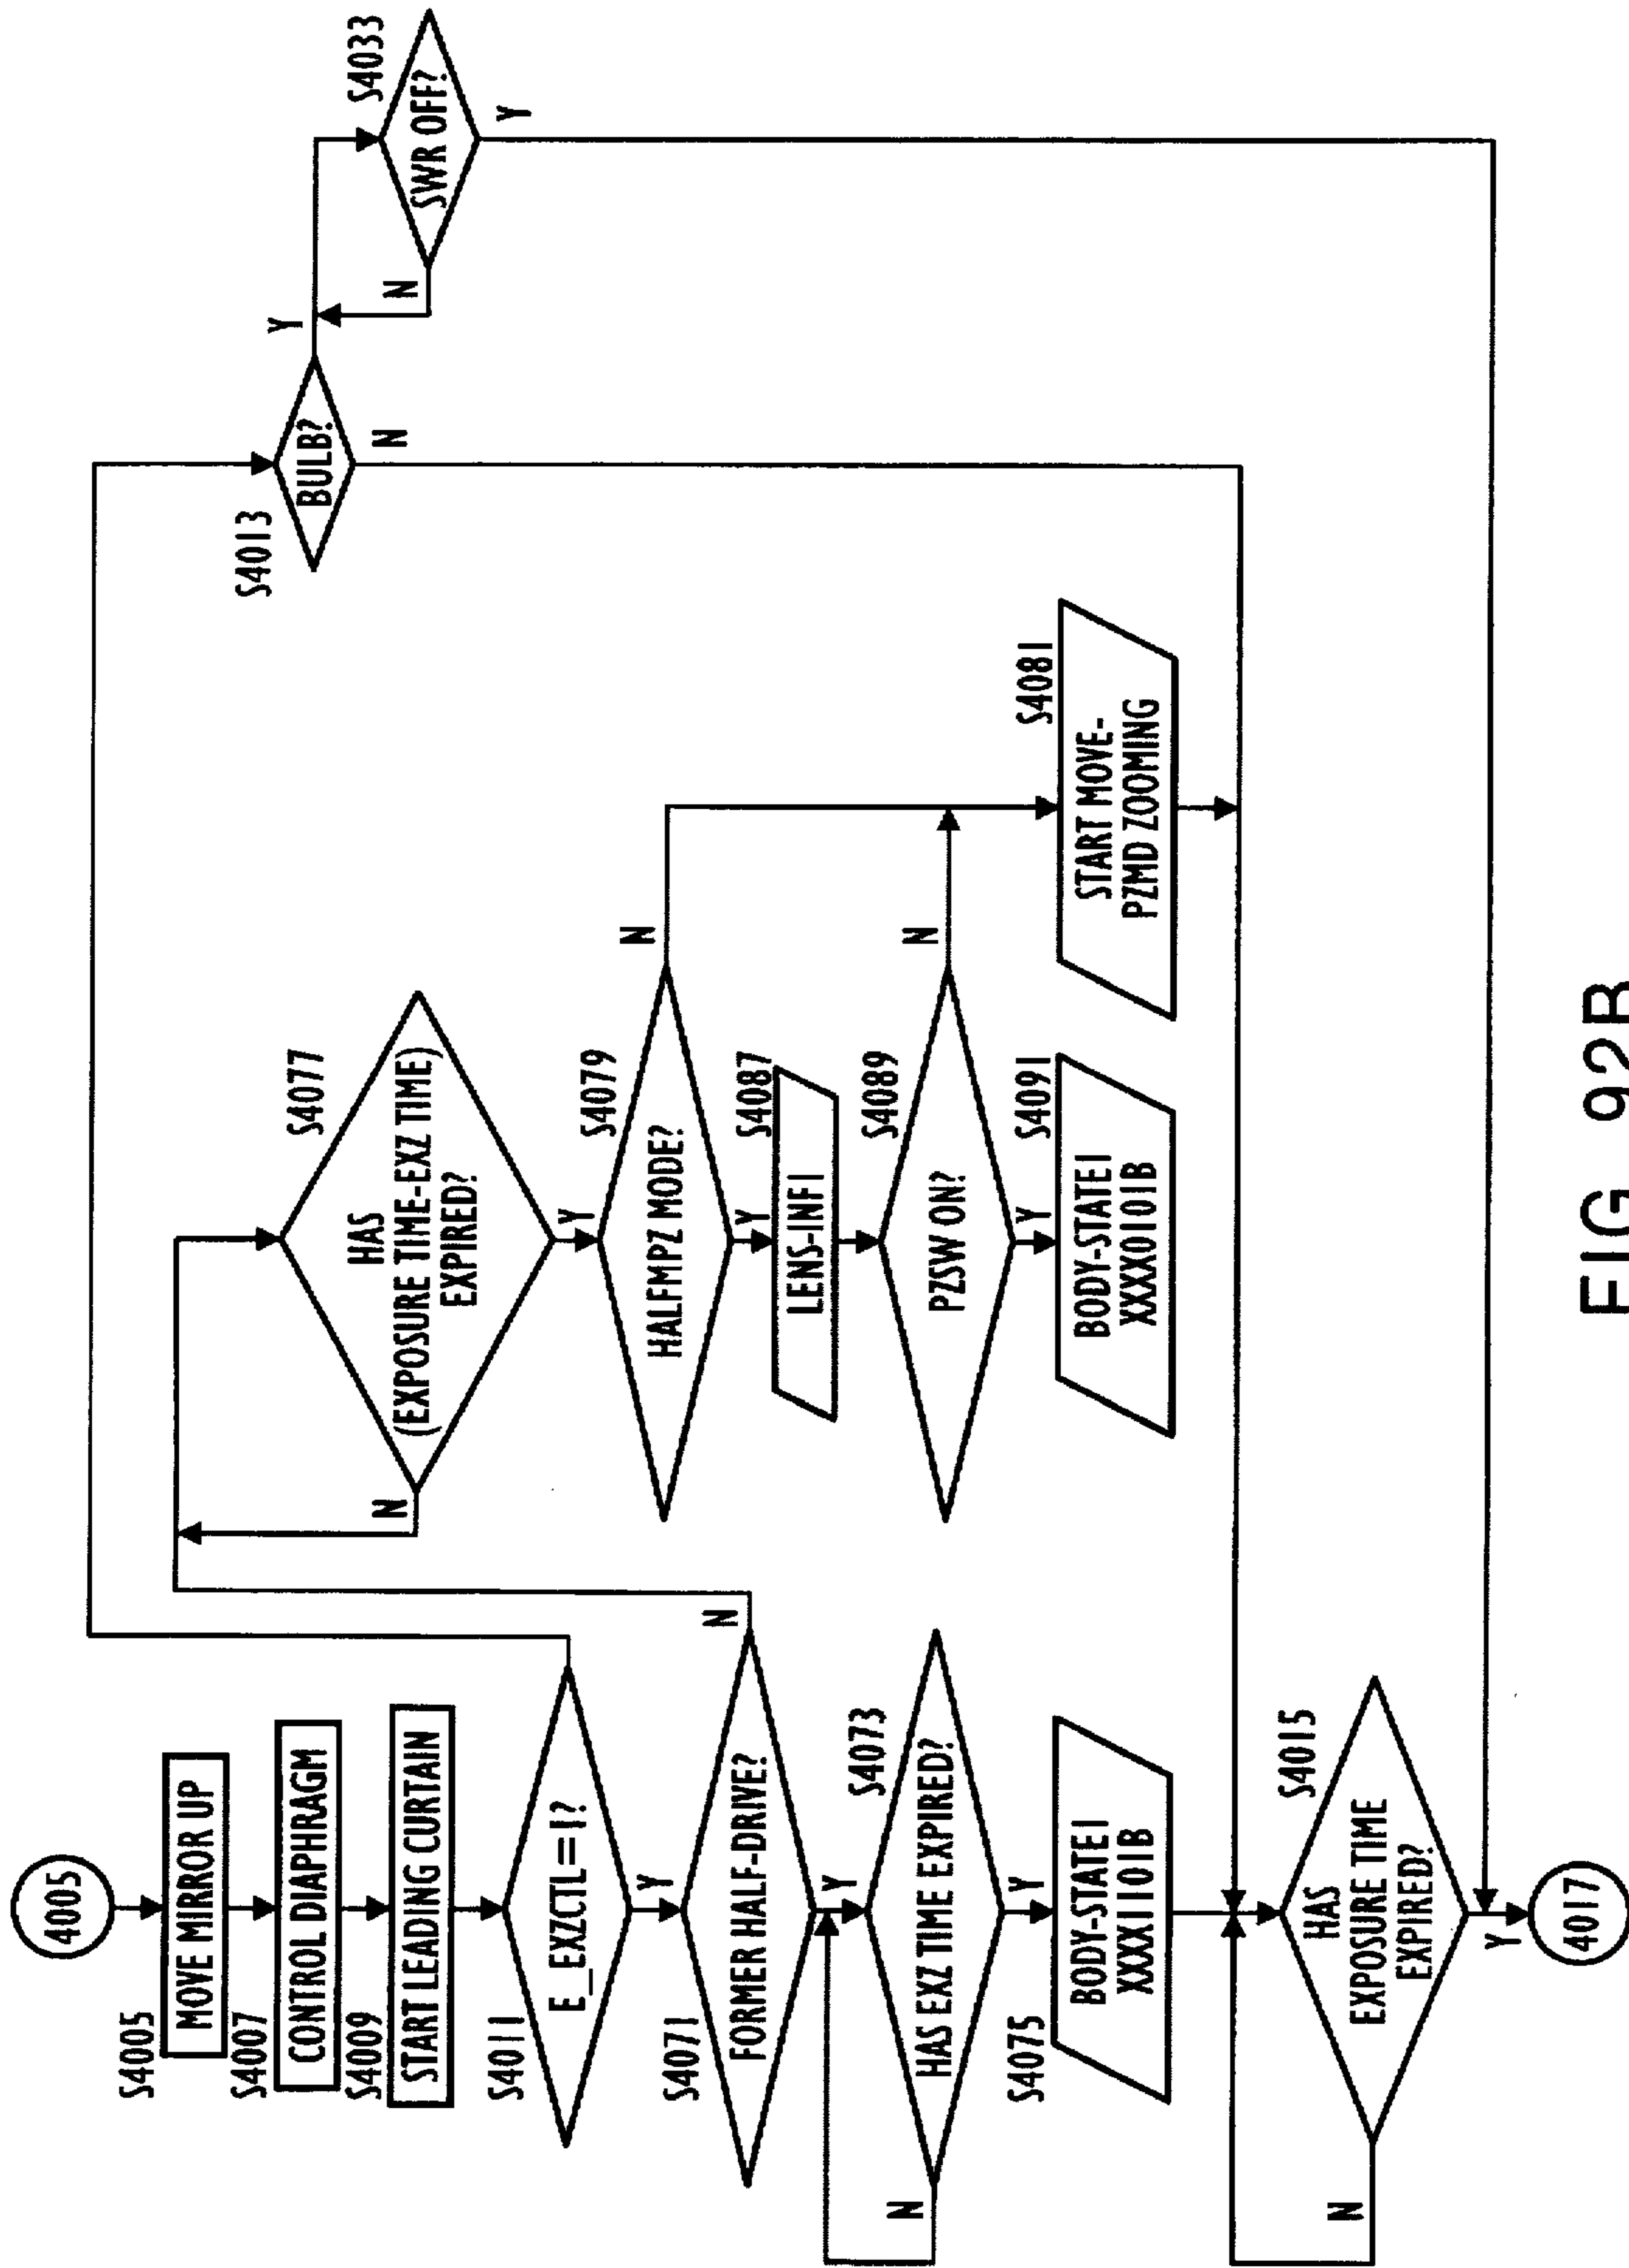 4005
S4005
MOVE MIRROR UP
S4007
CONTROL DIAPHRAGM
S4009
START LEADING CURTAIN
S4011
E_EXZCTL=1?
Y
S4071
FORMER HALF-DRIVE?
N
Y
S4073
HAS EXZ TIME EXPIRED?
N
Y
S4075
BODY-STATE1
XXXX1101B
S4015
HAS
EXPOSURE TIME
EXPIRED?
N
Y
4017
S4077
HAS
(EXPOSURE TIME-EXZ TIME)
EXPIRED?
N
Y
S4079
HALFMPZ MODE?
N
Y
S4087
LENS-INF1
S4089
PZSW ON?
N
Y
S4091
BODY-STATE1
XXXX0101B
S4081
START MOVE-
PZMD ZOOMING
S4013
BULB?
Y
N
S4033
SWR OFF?
N
Y
FIG 92B